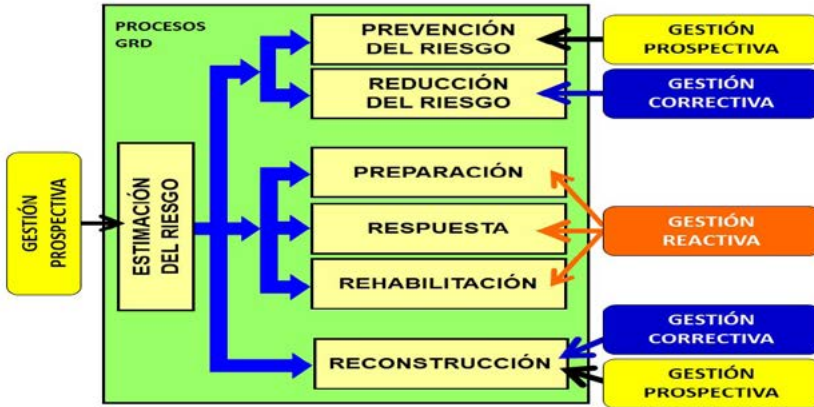 PROCESOS
GRD
PREVENCIÓN
DEL RIESGO
GESTIÓN
PROSPECTIVA
REDUCCIÓN
DEL RIESGO
GESTIÓN
CORRECTIVA
GESTIÓN
PROSPECTIVA
ESTIMACIÓN
DEL RIESGO
PREPARACIÓN
RESPUESTA
REHABILITACIÓN
GESTIÓN
REACTIVA
RECONSTRUCCIÓN
GESTIÓN
CORRECTIVA
GESTIÓN
PROSPECTIVA